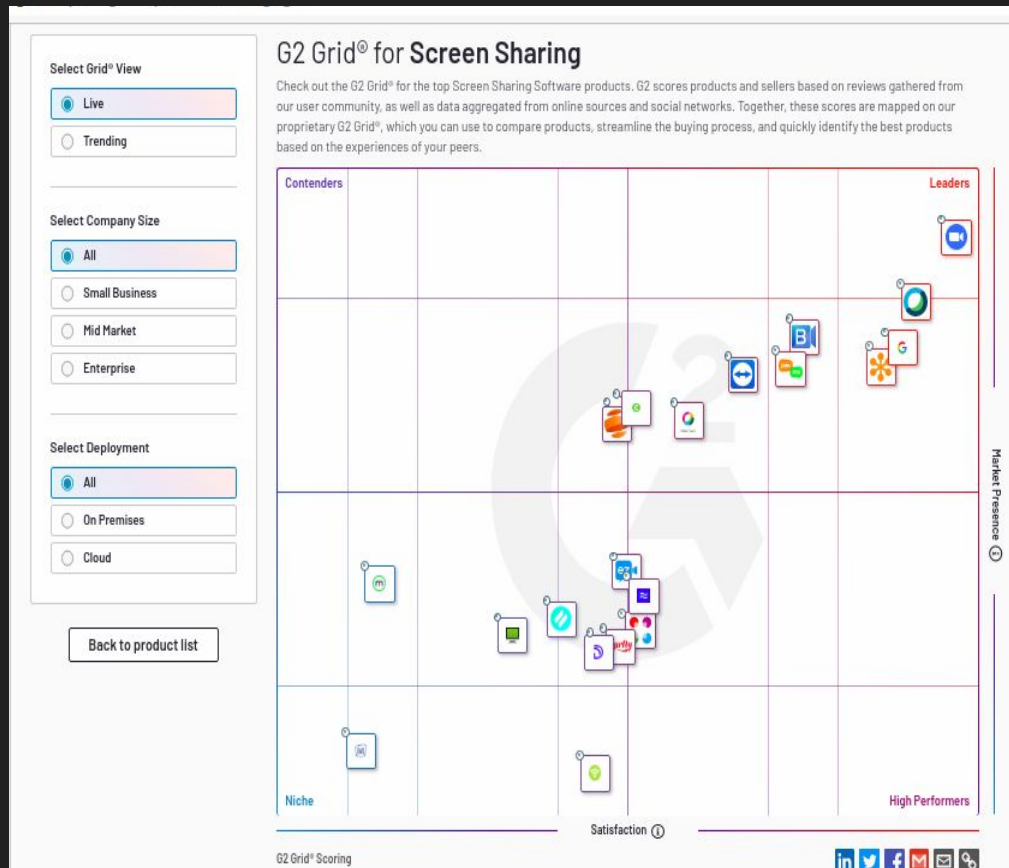 Select Grid® View
Live
Trending
Select Company Size
All
Small Business
Mid Market
Enterprise
Select Deployment
All
On Premises
Cloud
Back to product list
G2 Grid® for Screen Sharing
Check out the G2 Grid® for the top Screen Sharing Software products. G2 scores products and sellers based on reviews gathered from
our user community, as well as data aggregated from online sources and social networks. Together, these scores are mapped on our
proprietary G2 Grid®, which you can use to compare products, streamline the buying process, and quickly identify the best products
based on the experiences of your peers.
Contenders
Leaders
Niche
High Performers
Market Presence
Satisfaction
G2 Grid® Scoring